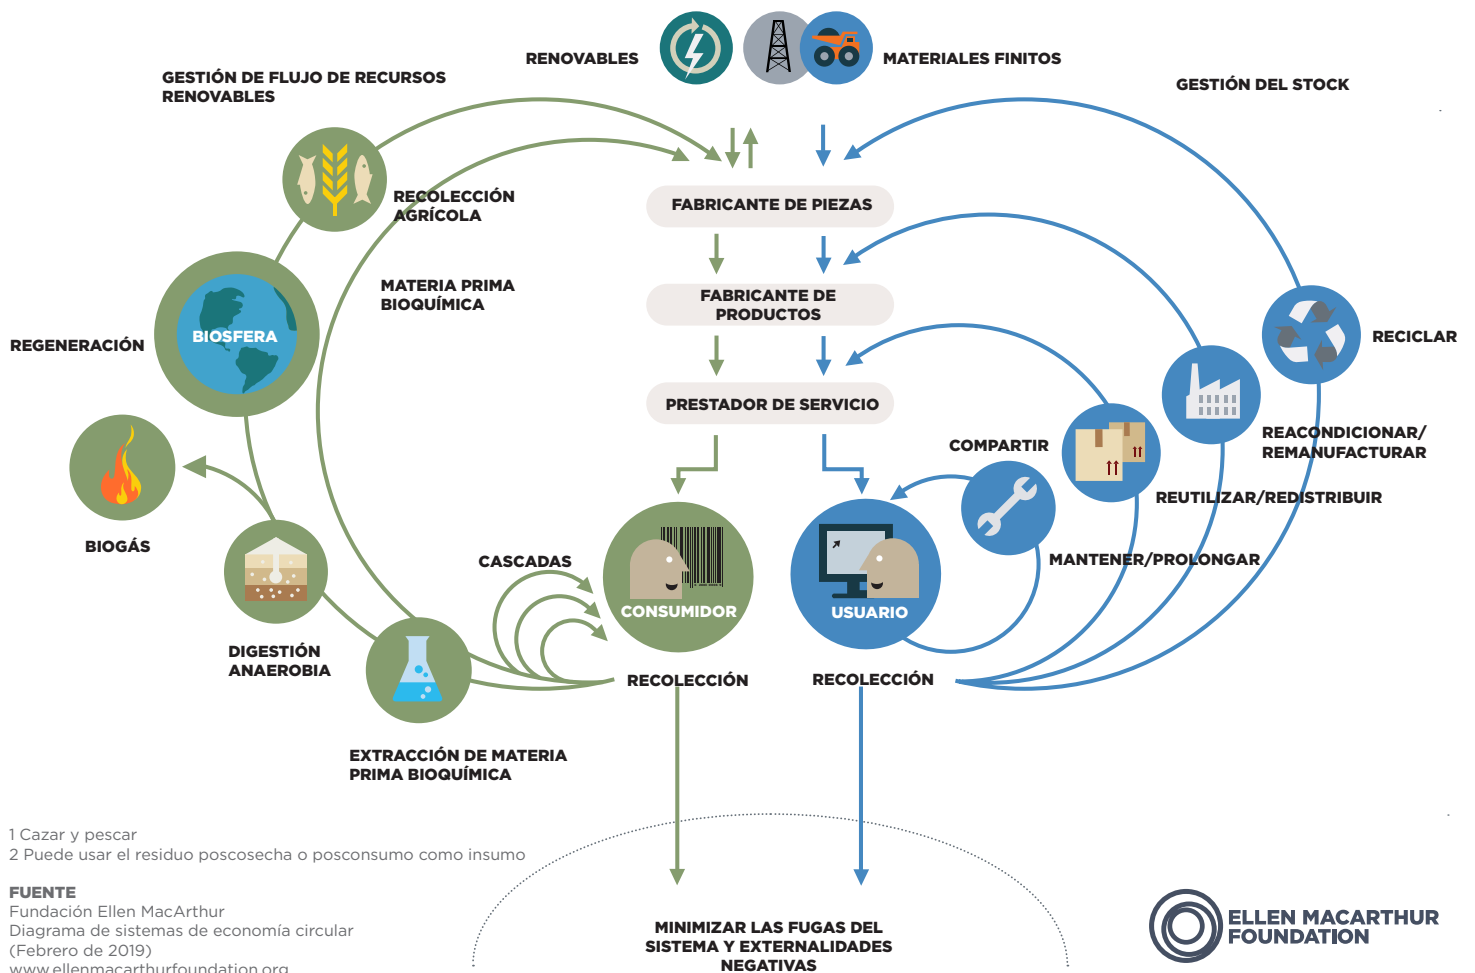 RENOVABLES
MATERIALES FINITOS
GESTIÓN DE FLUJO DE RECURSOS
RENOVABLES
GESTIÓN DEL STOCK
RECOLECCIÓN
AGRÍCOLA
FABRICANTE DE PIEZAS
MATERIA PRIMA
BIOQUÍMICA
FABRICANTE DE
PRODUCTOS
BIOSFERA
REGENERACIÓN
RECICLAR
PRESTADOR DE SERVICIO
COMPARTIR
REACONDICIONAR/
REMANUFACTURAR
REUTILIZAR/REDISTRIBUIR
BIOGÁS
CASCADAS
MANTENER/PROLONGAR
CONSUMIDOR
USUARIO
DIGESTIÓN
ANAEROBIA
RECOLECCIÓN
RECOLECCIÓN
EXTRACCIÓN DE MATERIA
PRIMA BIOQUÍMICA
1 Cazar y pescar
2 Puede usar el residuo poscosecha o posconsumo como insumo
FUENTE
Fundación Ellen MacArthur
Diagrama de sistemas de economía circular
(Febrero de 2019)
www.ellenmacarthurfoundation.org
MINIMIZAR LAS FUGAS DEL
SISTEMA Y EXTERNALIDADES
NEGATIVAS
ELLEN MACARTHUR
FOUNDATION